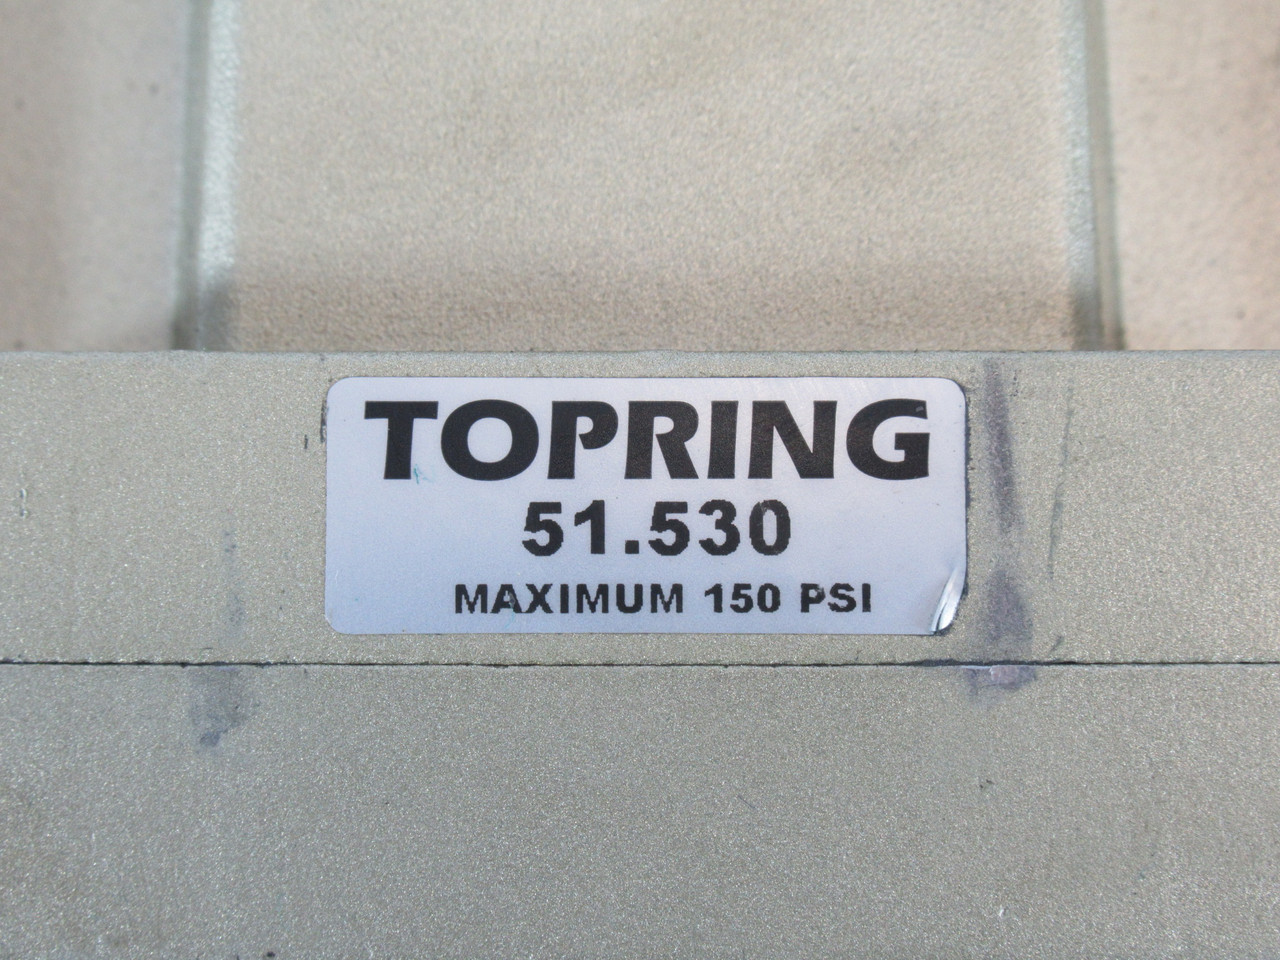 TOPRING
51.530
MAXIMUM 150 PSI